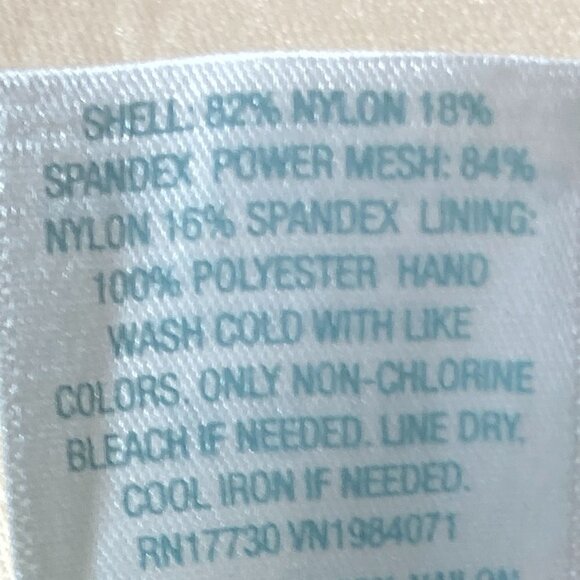 SHELL: 82% NYLON 18%
SPANDEX POWER MESH: 84%
NYLON 16% SPANDEX LINING:
100% POLYESTER HAND
WASH COLD WITH LIKE
COLORS. ONLY NON-CHLORINE
BLEACH IF NEEDED. LINE DRY.
COOL IRON IF NEEDED.
RN17730 VN1984071